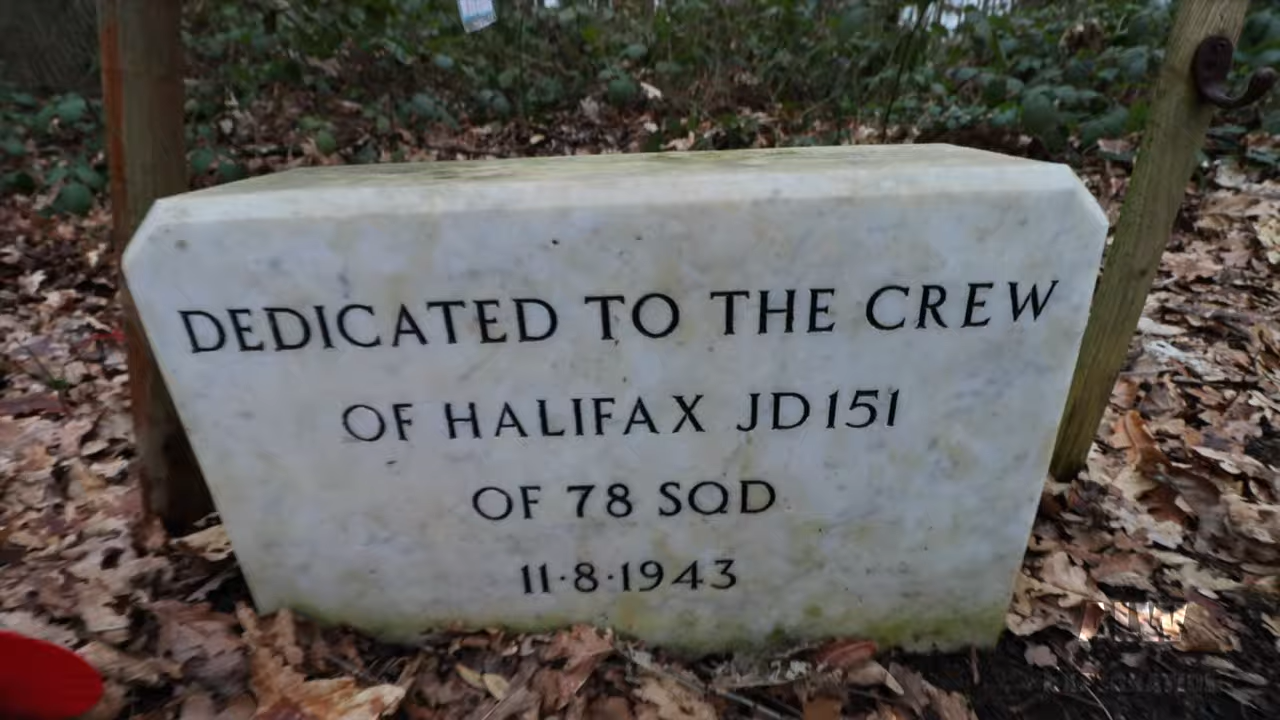 DEDICATED TO THE CREW
OF HALIFAX JD151
OF 78 SQD
11·8·1943